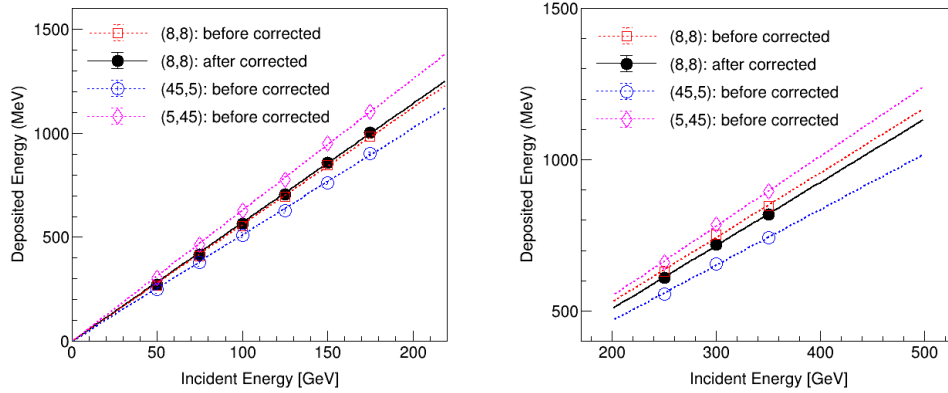 1500
1000
500
0
Deposited Energy (MeV)
(8,8): before corrected
(8,8): after corrected
(45,5): before corrected
(5,45): before corrected
0 50 100 150 200
Incident Energy [GeV]
1500
1000
500
Deposited Energy (MeV)
(8,8): before corrected
(8,8): after corrected
(45,5): before corrected
(5,45): before corrected
200 300 400 500
Incident Energy [GeV]